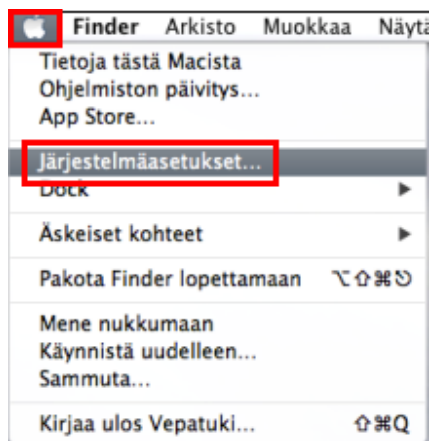 Finder Arkisto Muokkaa Näytä
Tietoja tästä Macista
Ohjelmiston päivitys...
App Store...
Järjestelmäasetukset...
Dock
Äskeiset kohteet
Pakota Finder lopettamaan ⌥⇧⌘⎋
Mene nukkumaan
Käynnistä uudelleen...
Sammuta...
Kirjaa ulos Vepatuki... ⇧⌘Q